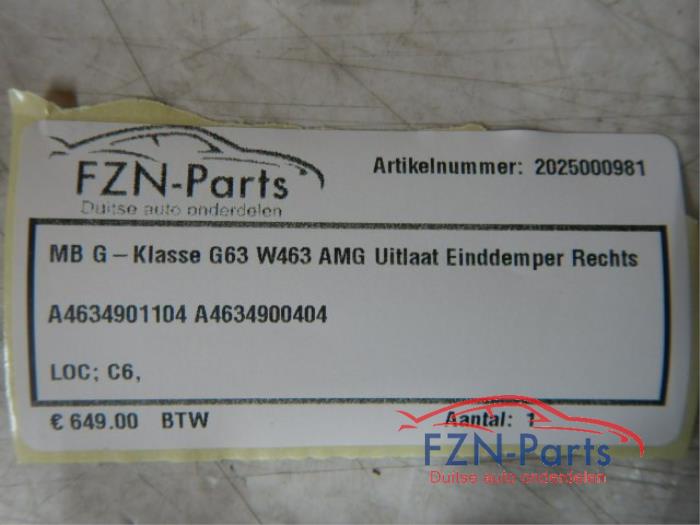 FZN-Parts
Duitse auto onderdelen
Artikelnummer: 2025000981
MB G – Klasse G63 W463 AMG Uitlaat Einddemper Rechts
A4634901104 A4634900404
LOC; C6,
€ 649.00 BTW
Aantal: 1
FZN-Parts
Duitse auto onderdelen